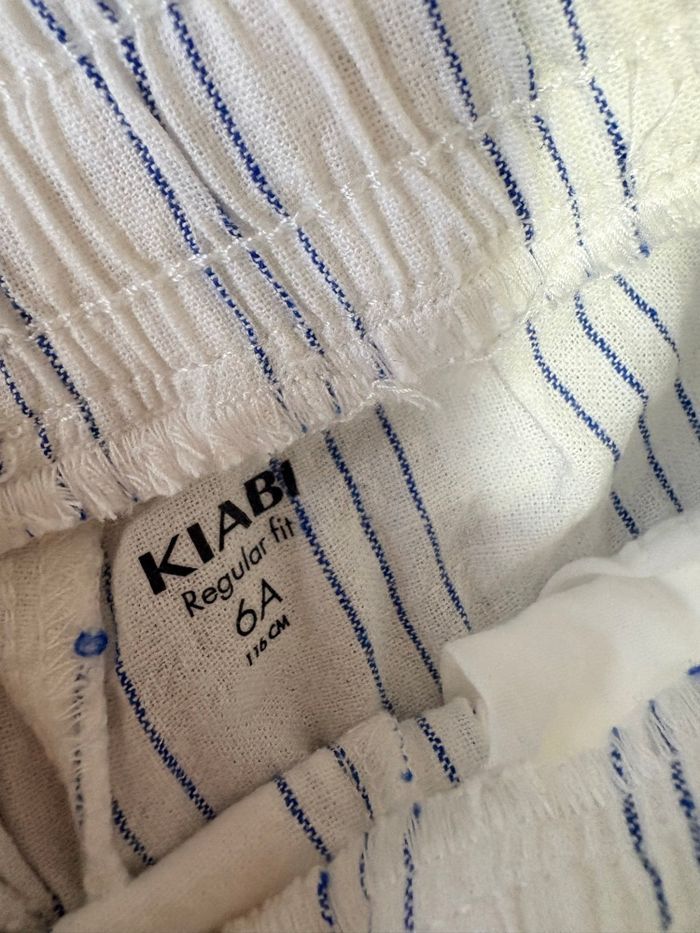 KIABI
Regular fit
6A
116 CM